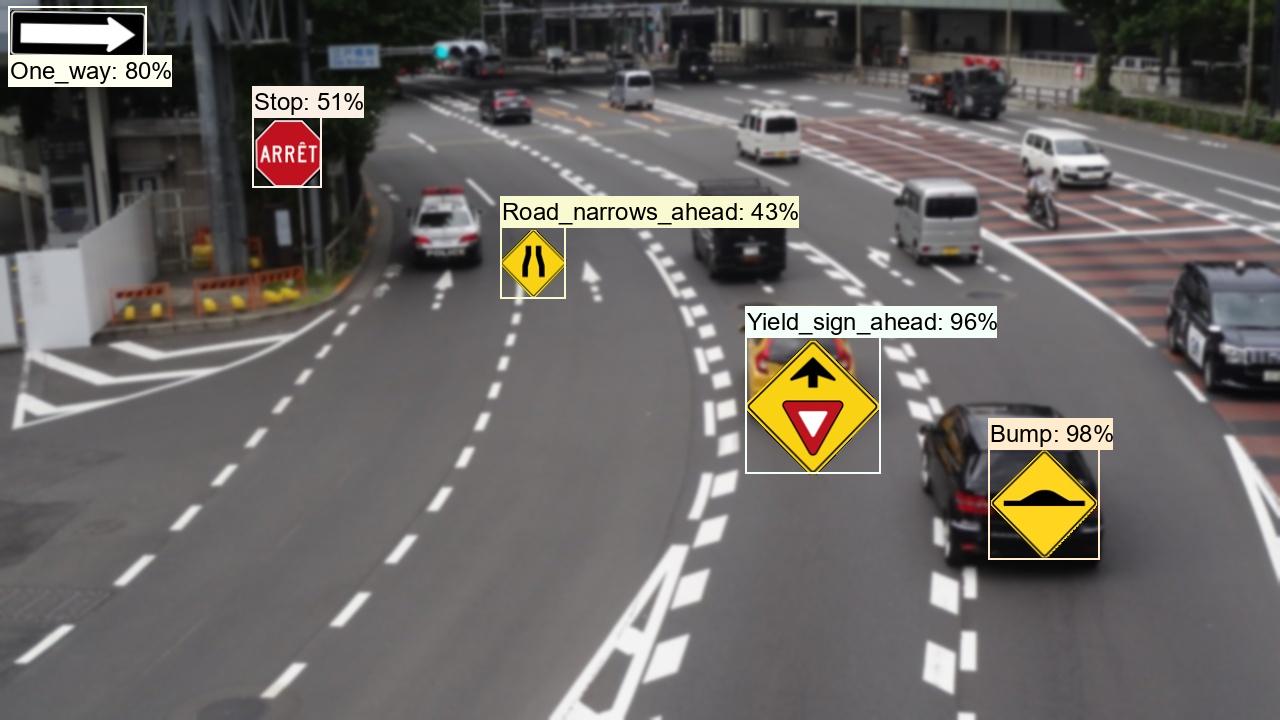 One_way: 80%
Stop: 51%
ARRÊT
Road_narrows_ahead: 43%
Yield_sign_ahead: 96%
Bump: 98%